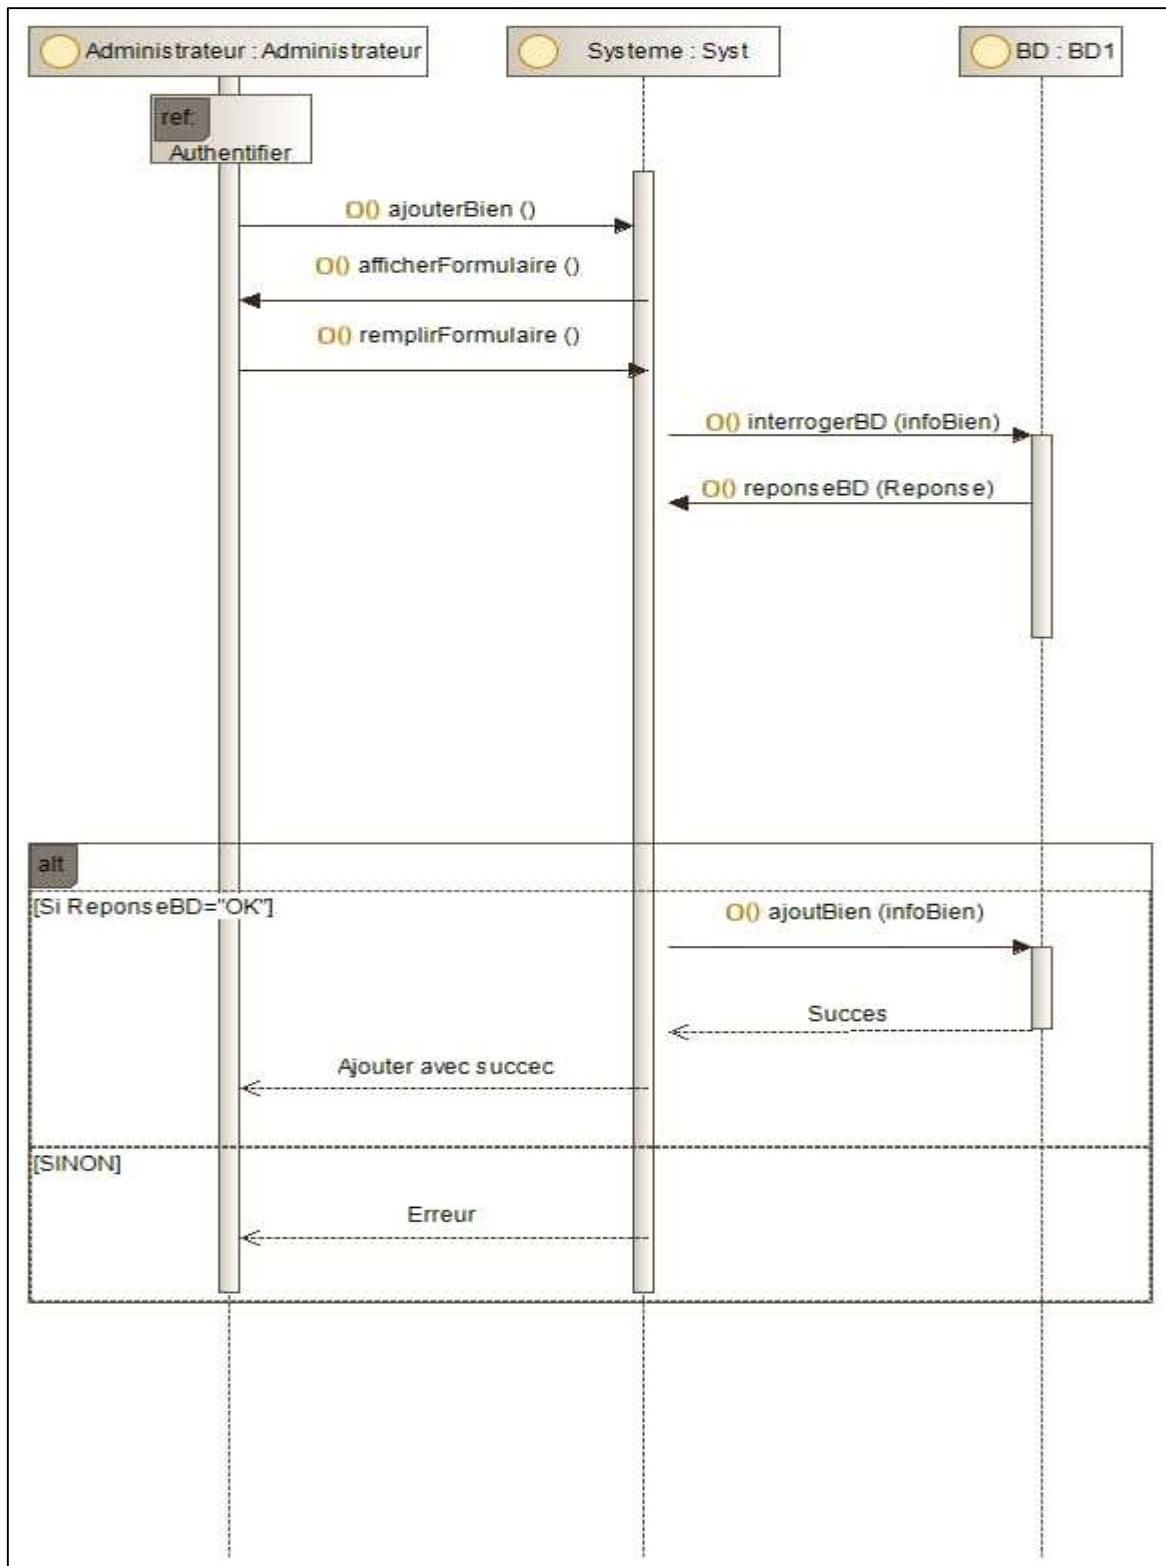 Administrateur : Administrateur
Systeme : Syst
BD : BD1
ref:
Authentifier
O() ajouterBien ()
O() afficherFormulaire ()
O() remplirFormulaire ()
O() interrogerBD (infoBien)
O() reponseBD (Reponse)
alt
[Si ReponseBD="OK"]
O() ajoutBien (infoBien)
Succes
Ajouter avec succec
[SINON]
Erreur